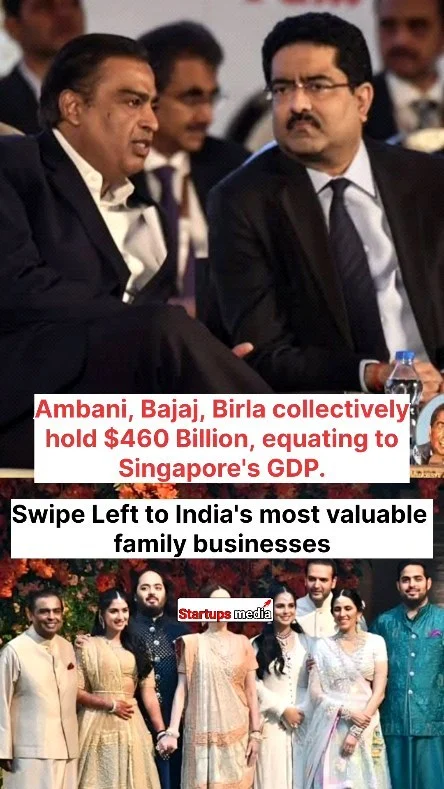 Ambani, Bajaj, Birla collectively
hold $460 Billion, equating to
Singapore's GDP.
Swipe Left to India's most valuable
family businesses
Startups media